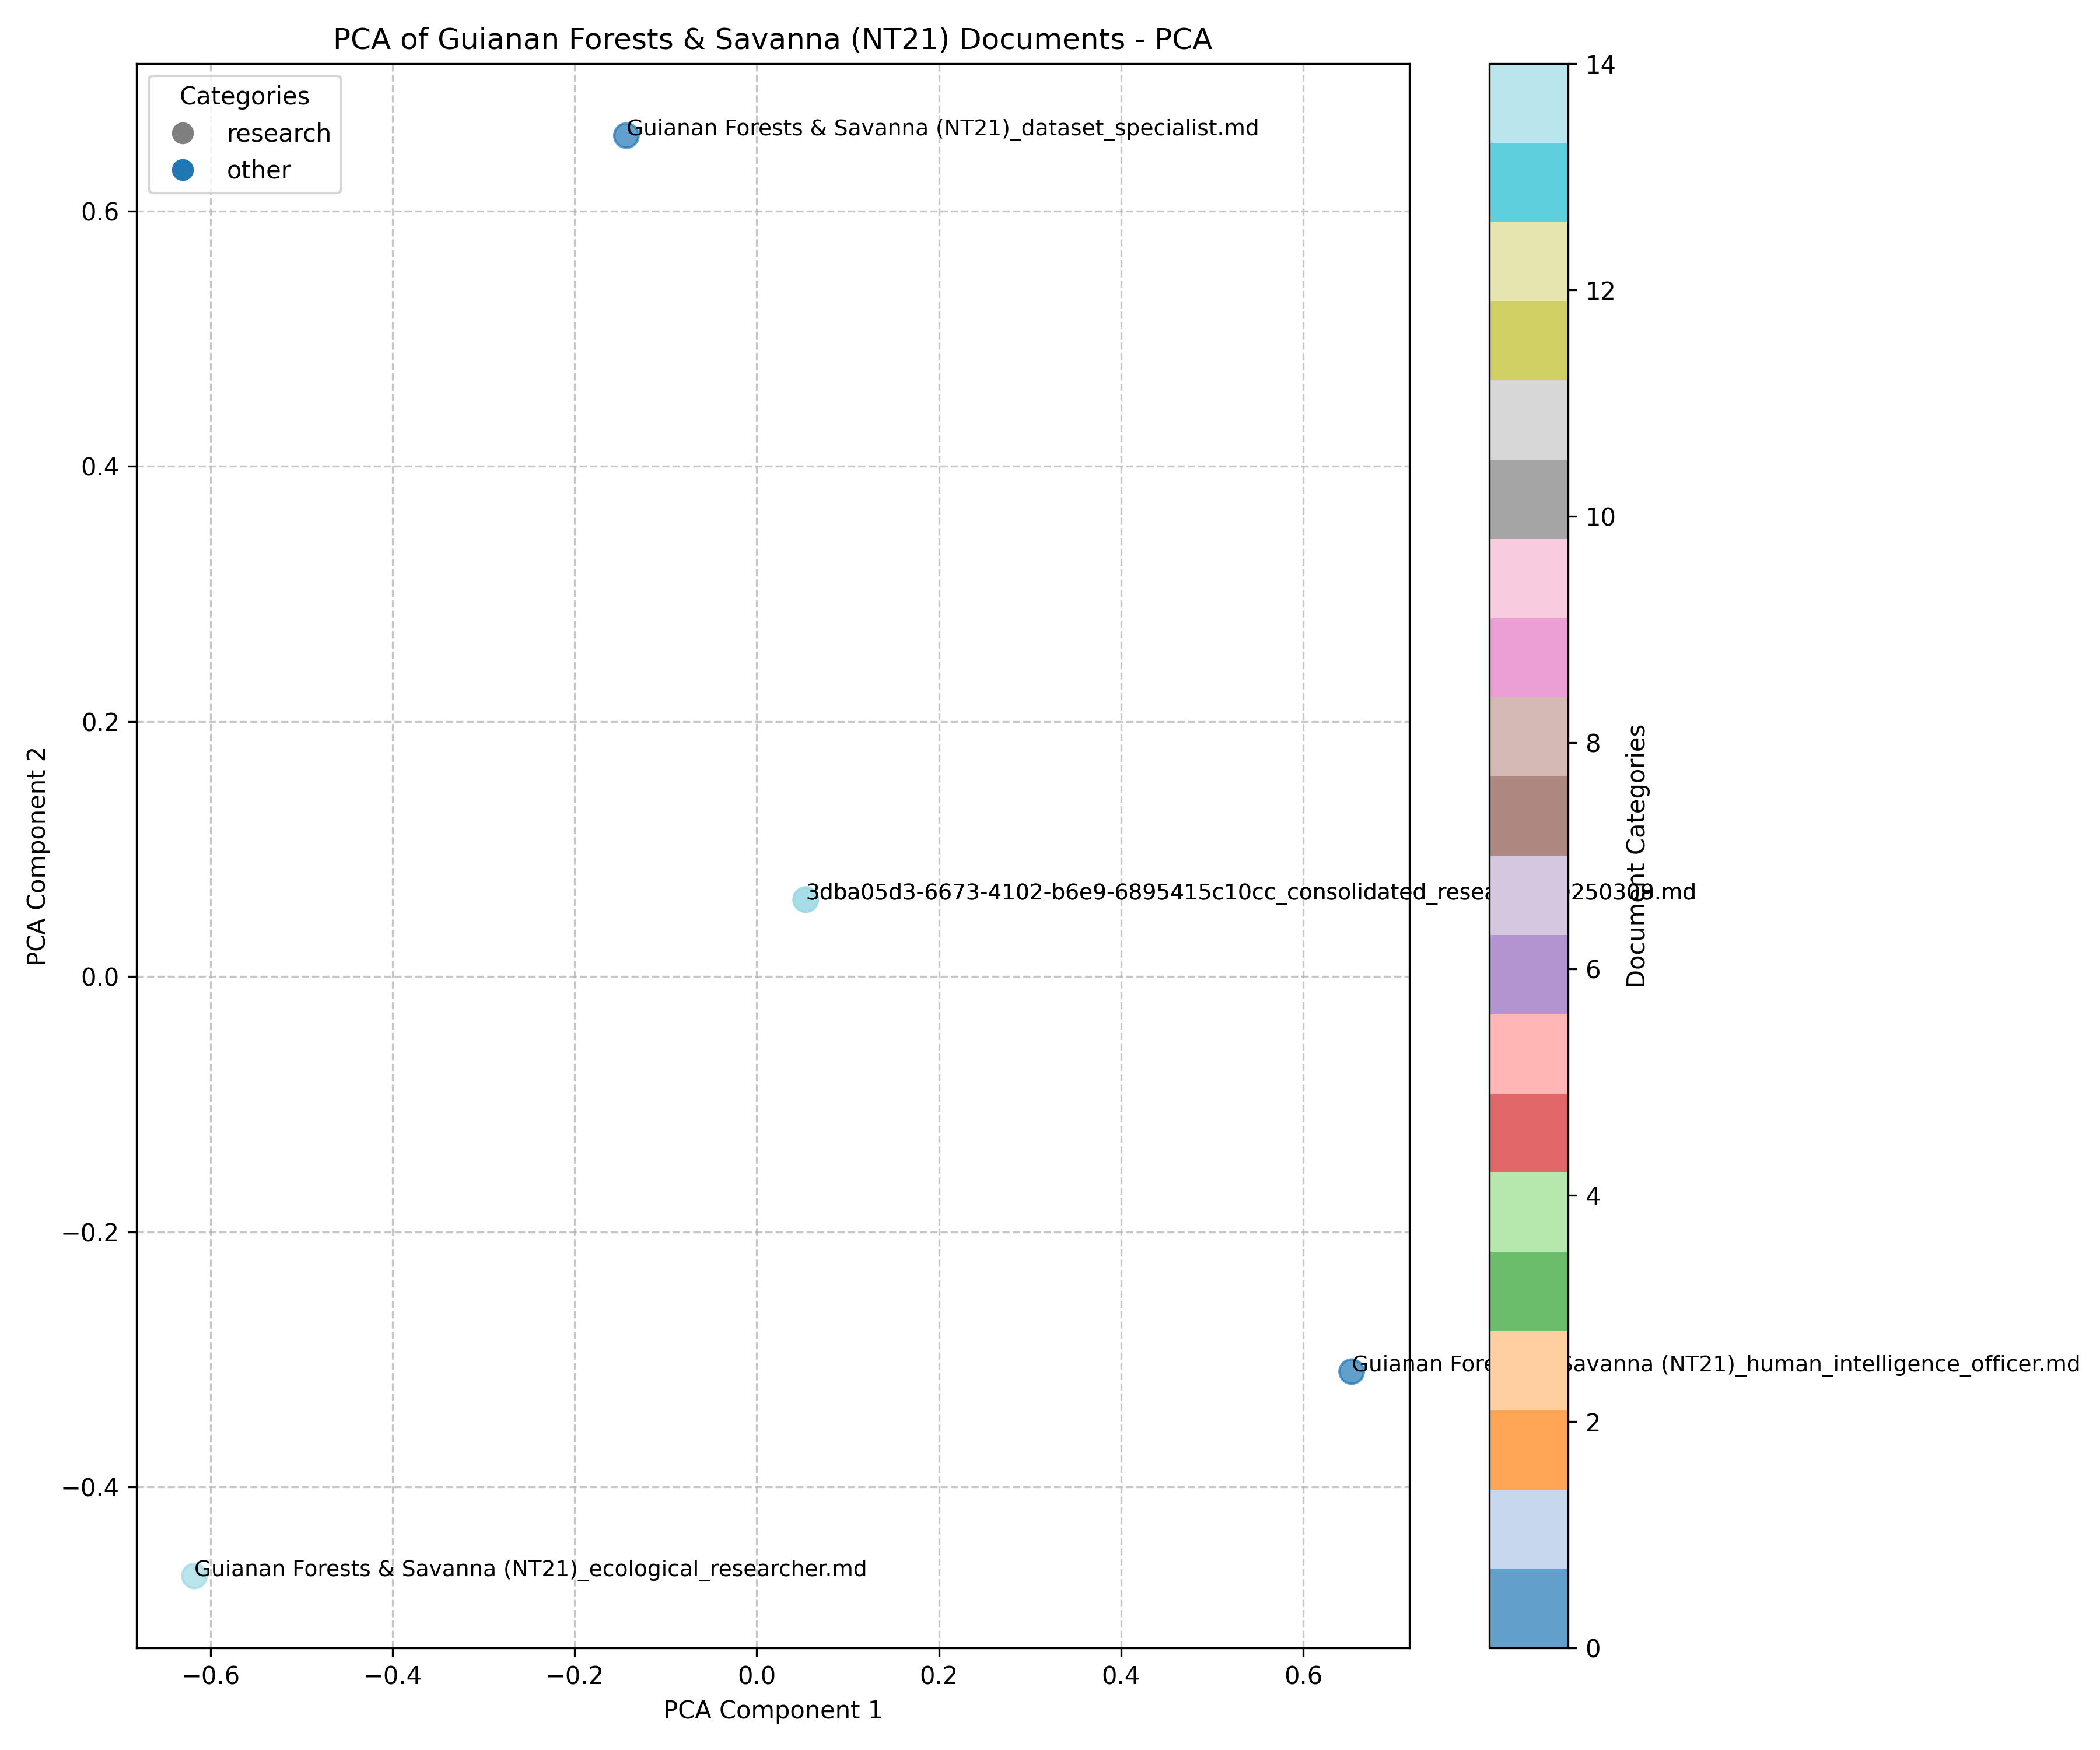 PCA of Guianan Forests & Savanna (NT21) Documents - PCA
Categories
research
other
Guianan Forests & Savanna (NT21)_dataset_specialist.md
3dba05d3-6673-4102-b6e9-6895415c10cc_consolidated_resea
.md
Guianan Fore
Savanna (NT21)_human_intelligence_officer.md
Guianan Forests & Savanna (NT21)_ecological_researcher.md
0.6
0.4
0.2
0.0
−0.2
−0.4
PCA Component 2
−0.6
−0.4
−0.2
0.0
0.2
0.4
0.6
PCA Component 1
14
12
10
8
6
4
2
0
Document Categories